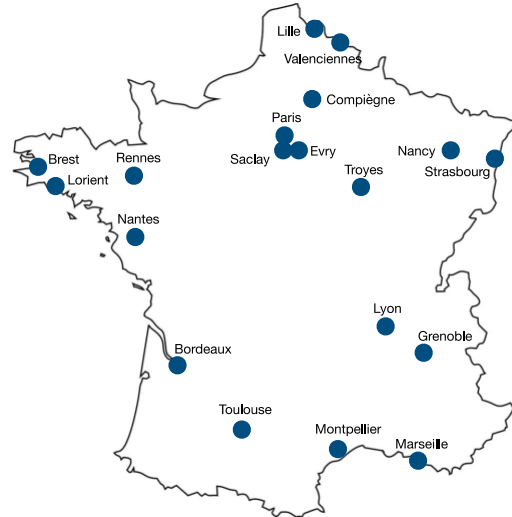 Lille
Valenciennes
Compiègne
Paris
Saclay
Evry
Nancy
Strasbourg
Troyes
Brest
Rennes
Lorient
Nantes
Lyon
Grenoble
Bordeaux
Toulouse
Montpellier
Marseille